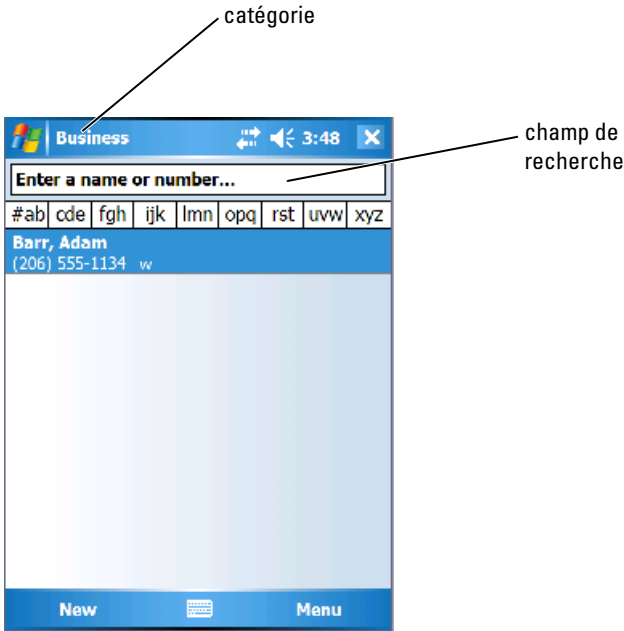 catégorie
Business 3:48
champ de
recherche
Enter a name or number...
#ab cde fgh ijk lmn opq rst uvw xyz
Barr, Adam
(206) 555-1134 w
New Menu